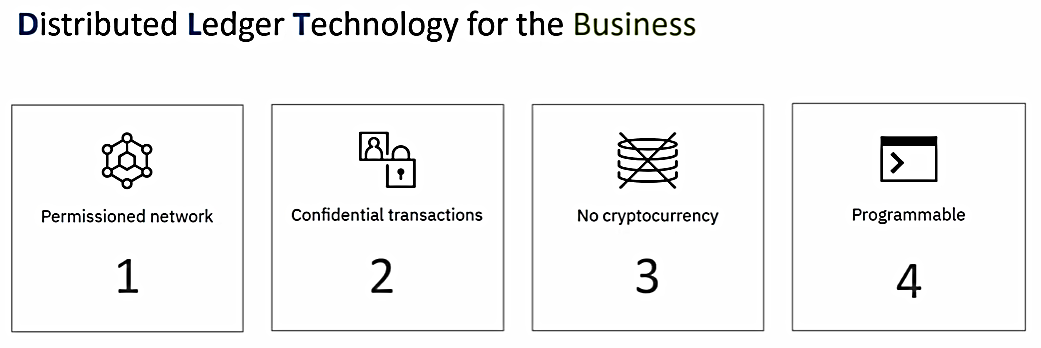 Distributed Ledger Technology for the Business
Permissioned network
1
Confidential transactions
2
No cryptocurrency
3
Programmable
4